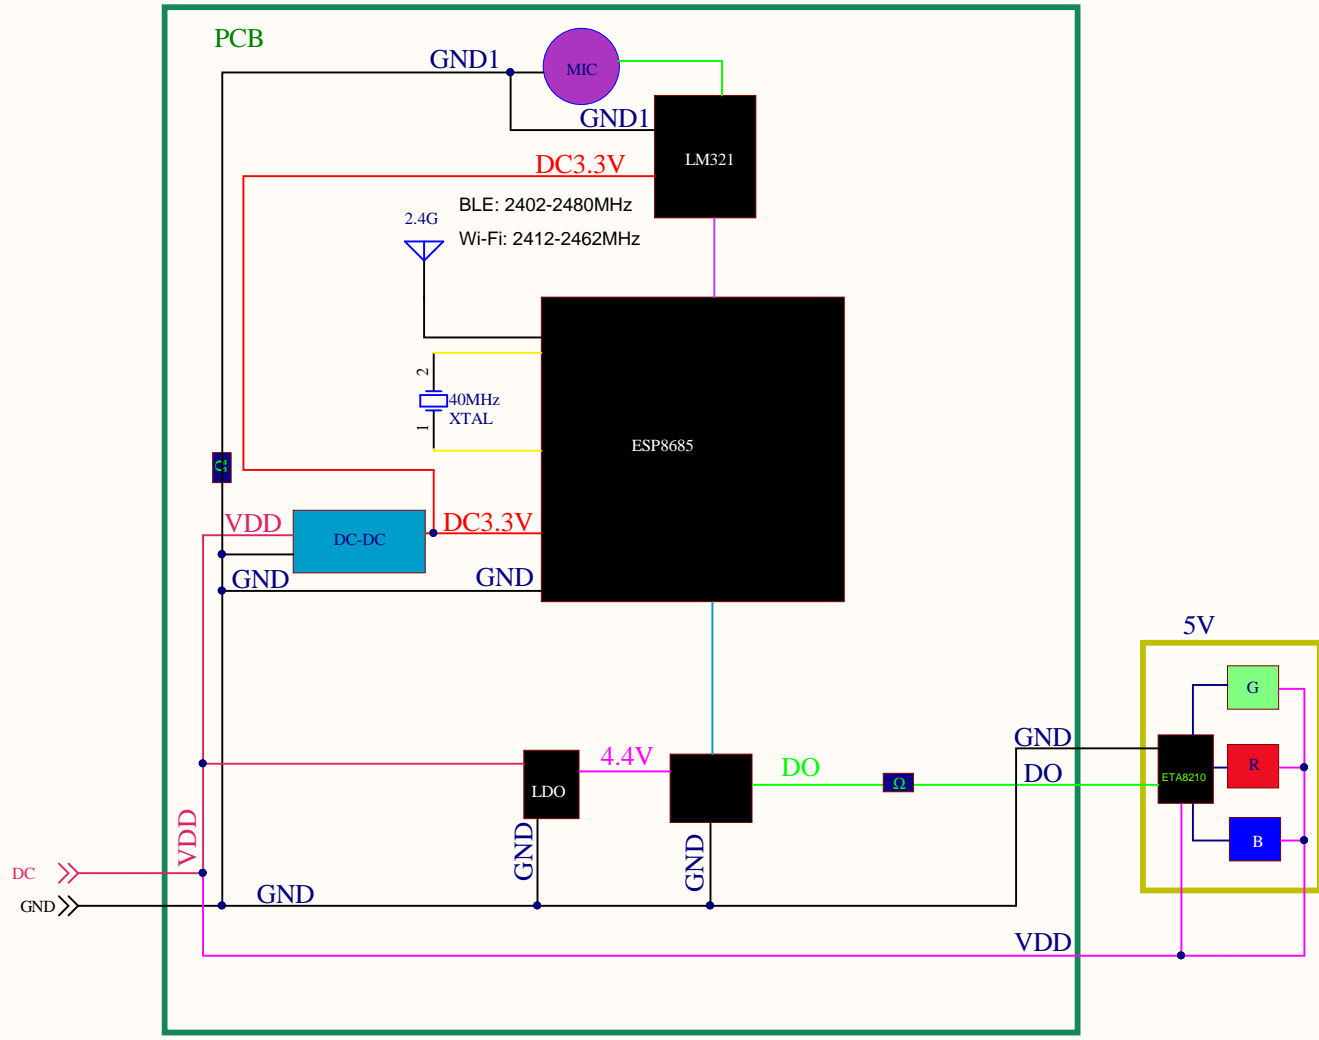 PCB
GND1
MIC
GND1
LM321
DC3.3V
BLE: 2402-2480MHz
2.4G
Wi-Fi: 2412-2462MHz
2
40MHz
XTAL
1
ESP8685
Ω
VDD
DC3.3V
DC-DC
GND
GND
5V
G
GND
4.4V
DO
R
DO
ETA8210
LDO
Ω
VDD
GND
GND
B
DC
GND
GND
VDD